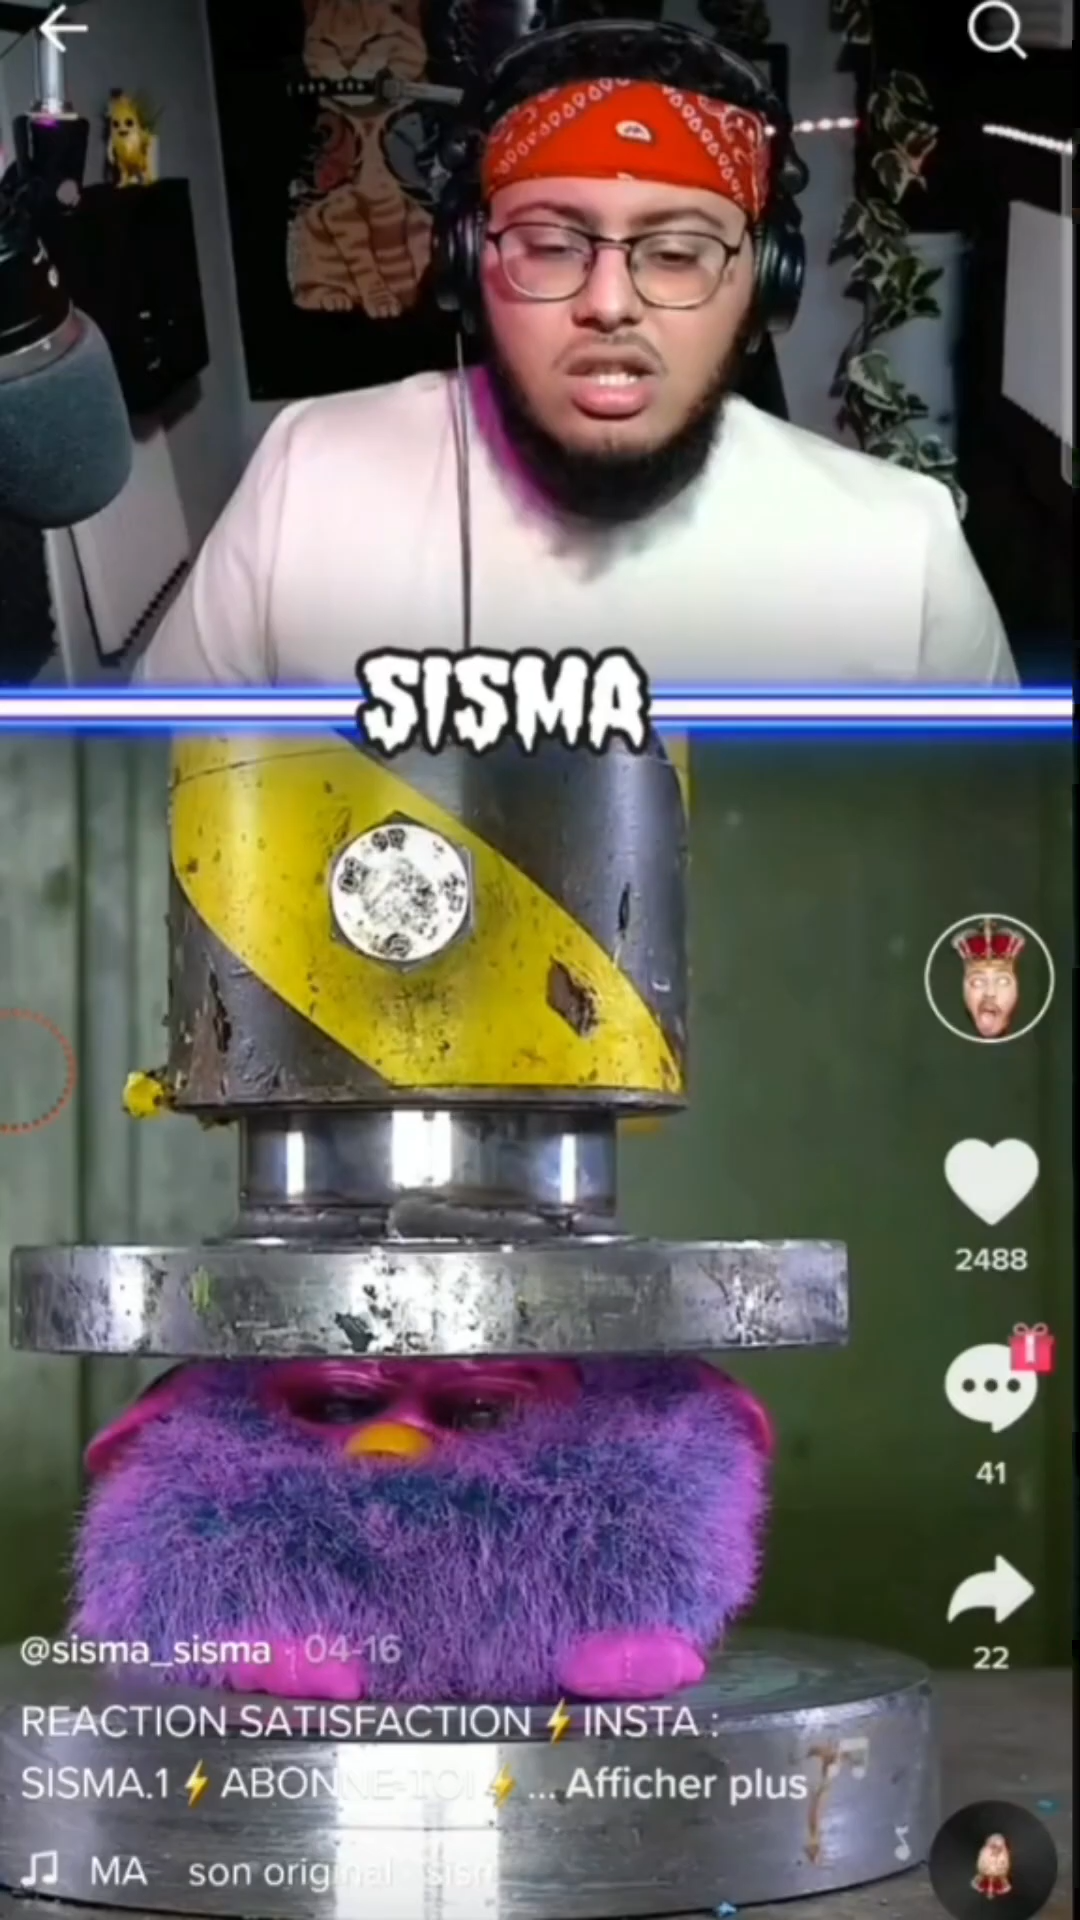 SISMA
2488
41
22
@sisma_sisma · 04-16
REACTION SATISFACTION ⚡ INSTA :
SISMA.1 ⚡ ABONNE-TOI ⚡ ... Afficher plus
MA son original sism